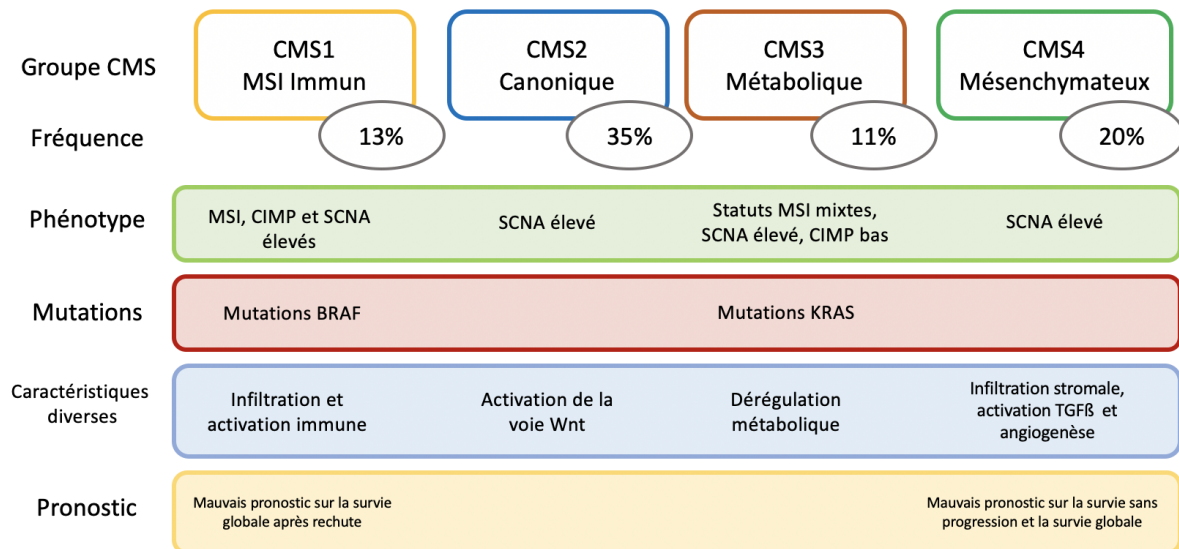 Groupe CMS
CMS1
MSI Immun
CMS2
Canonique
CMS3
Métabolique
CMS4
Mésenchymateux
Fréquence
13%
35%
11%
20%
Phénotype
MSI, CIMP et SCNA
élevés
SCNA élevé
Statuts MSI mixtes,
SCNA élevé, CIMP bas
SCNA élevé
Mutations
Mutations BRAF
Mutations KRAS
Caractéristiques
diverses
Infiltration et
activation immune
Activation de la
voie Wnt
Dérégulation
métabolique
Infiltration stromale,
activation TGFß et
angiogenèse
Pronostic
Mauvais pronostic sur la survie
globale après rechute
Mauvais pronostic sur la survie sans
progression et la survie globale